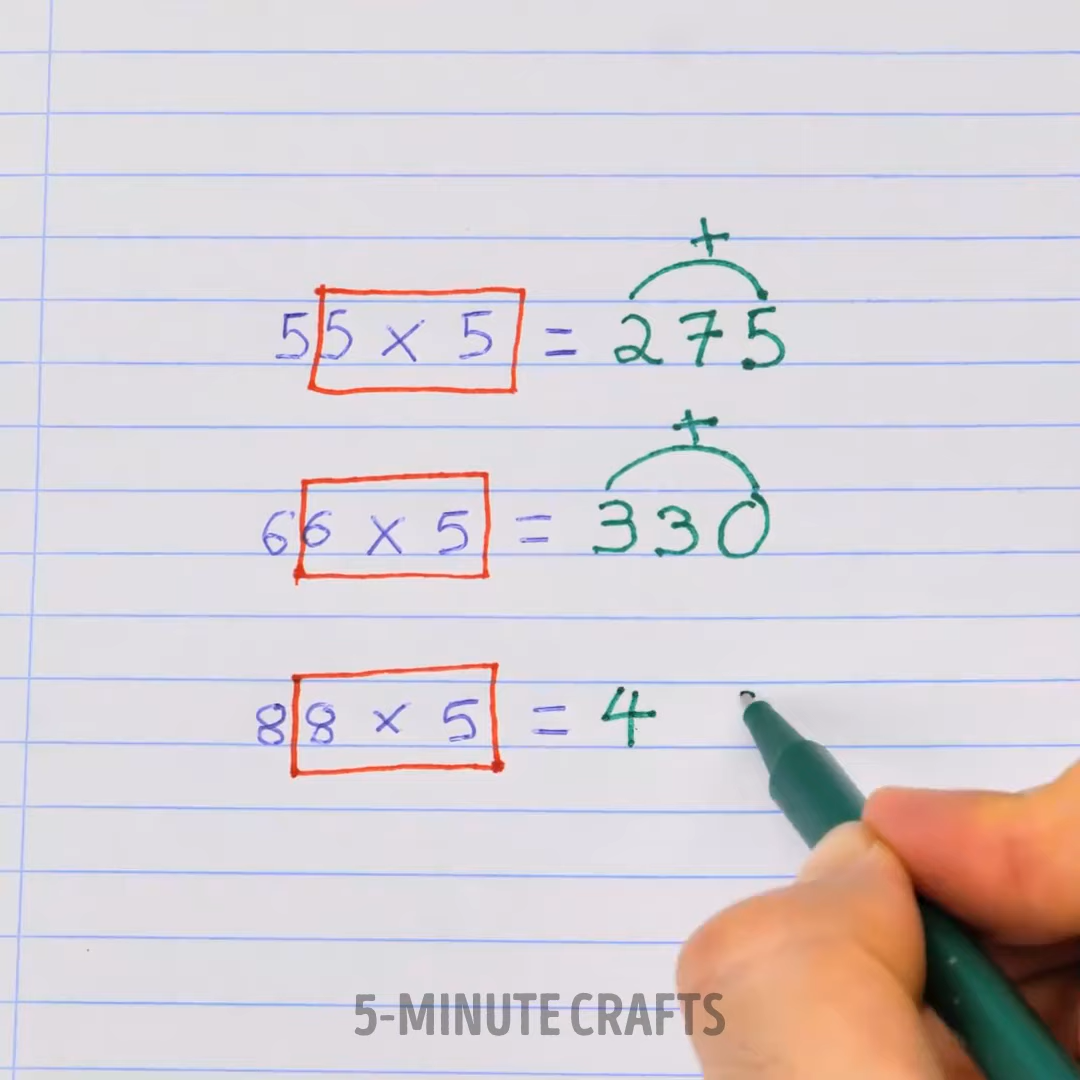 +
55 × 5 = 275
+
66 × 5 = 330
88 × 5 = 4
5-MINUTE CRAFTS